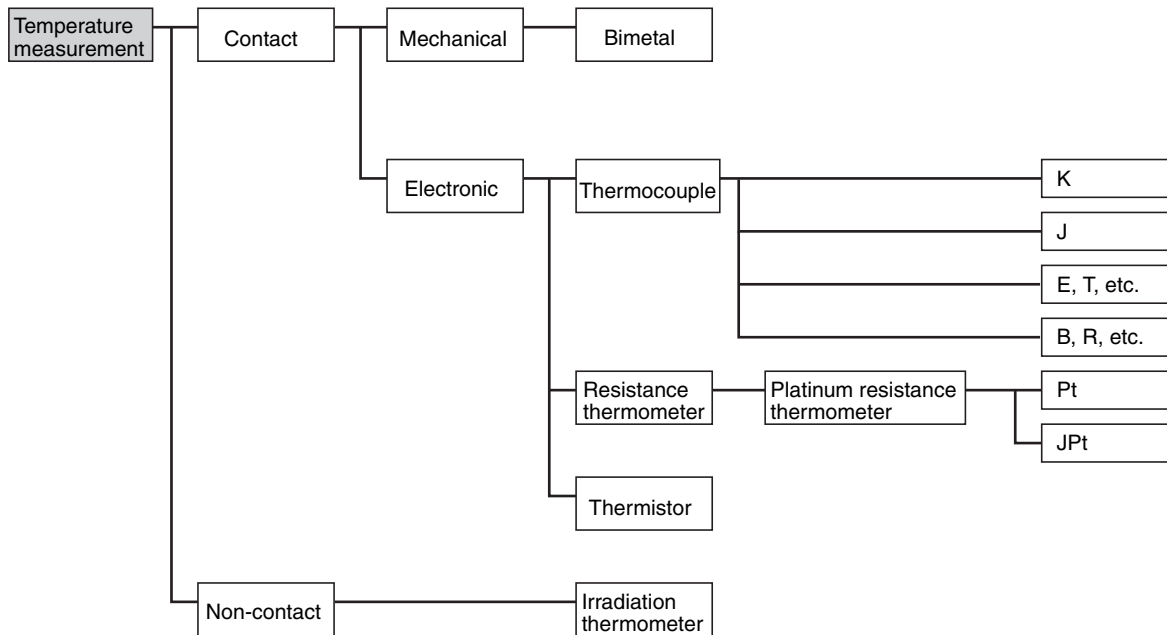 Temperature
measurement
Contact
Mechanical
Bimetal
Electronic
Thermocouple
K
J
E, T, etc.
B, R, etc.
Resistance
thermometer
Platinum resistance
thermometer
Pt
JPt
Thermistor
Non-contact
Irradiation
thermometer